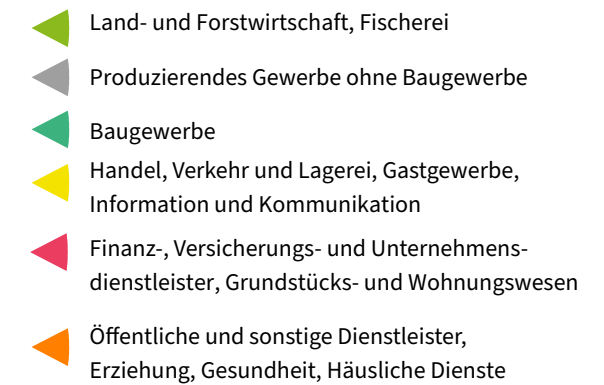 Land- und Forstwirtschaft, Fischerei
Produzierendes Gewerbe ohne Baugewerbe
Baugewerbe
Handel, Verkehr und Lagerei, Gastgewerbe,
Information und Kommunikation
Finanz-, Versicherungs- und Unternehmens-
dienstleister, Grundstücks- und Wohnungswesen
Öffentliche und sonstige Dienstleister,
Erziehung, Gesundheit, Häusliche Dienste